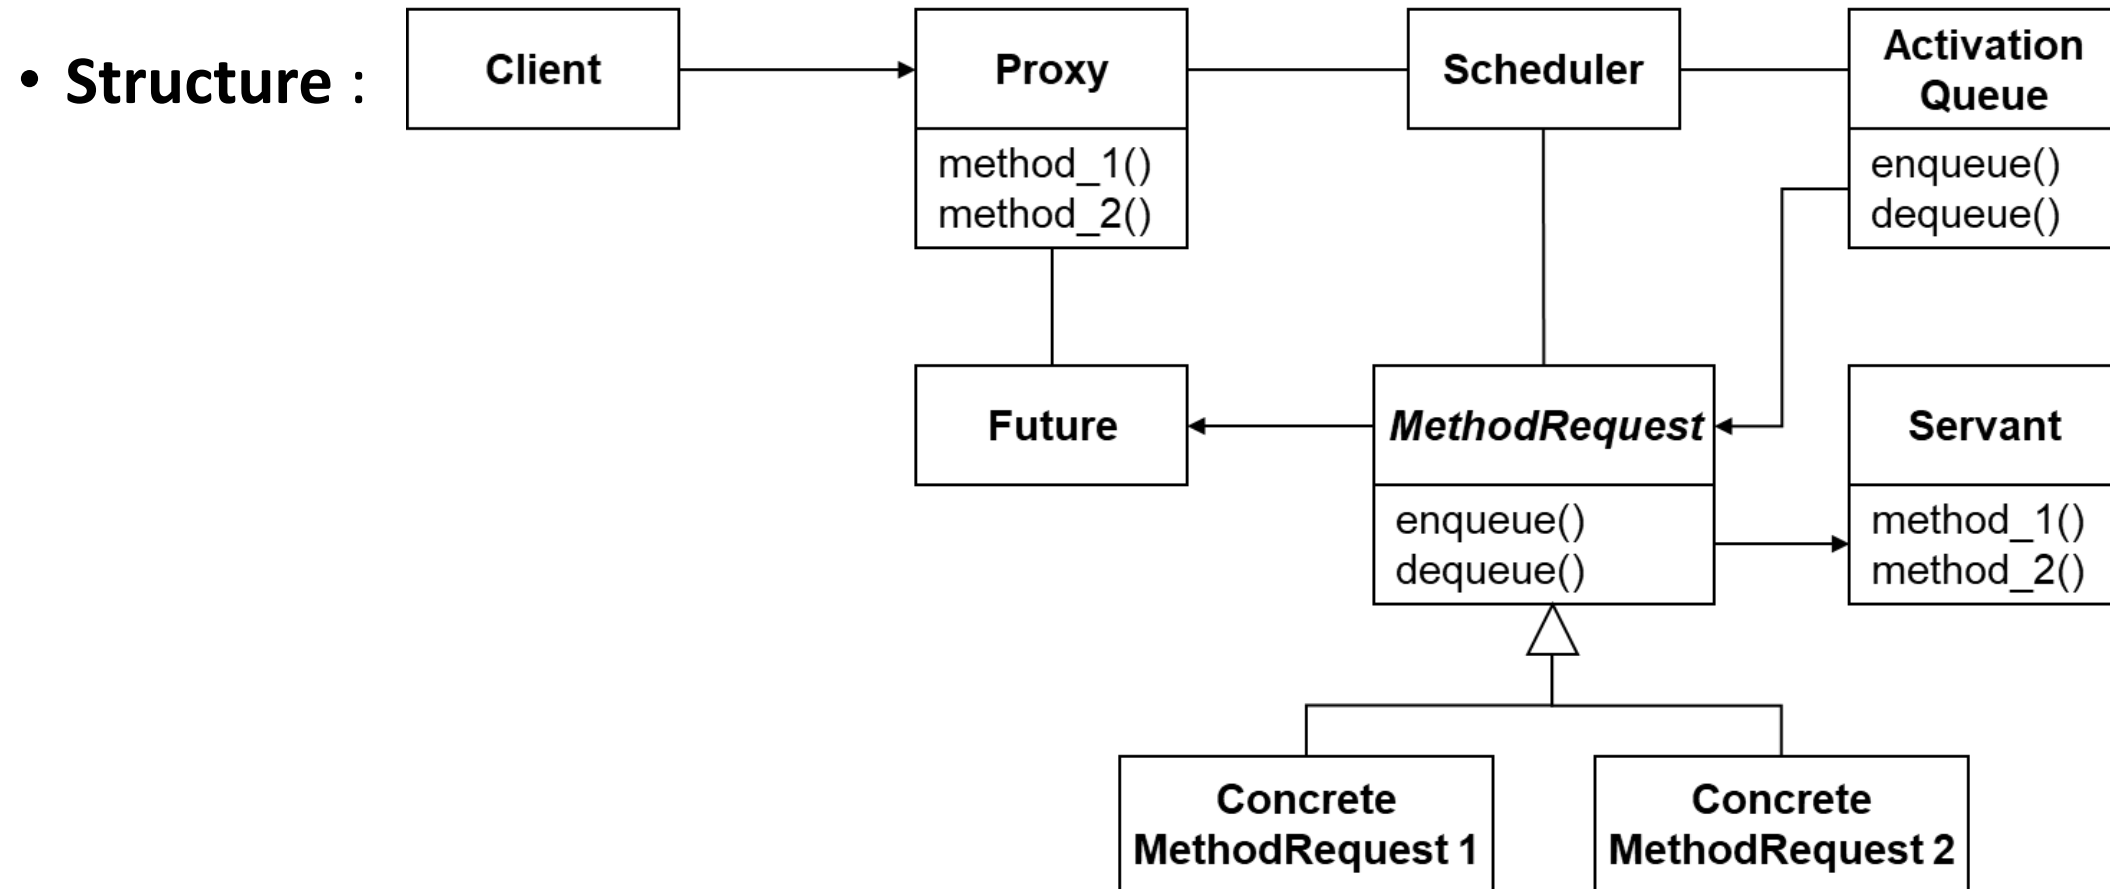 • Structure :
Client
Proxy
method_1()
method_2()
Scheduler
Activation
Queue
enqueue()
dequeue()
Future
MethodRequest
enqueue()
dequeue()
Servant
method_1()
method_2()
Concrete
MethodRequest 1
Concrete
MethodRequest 2